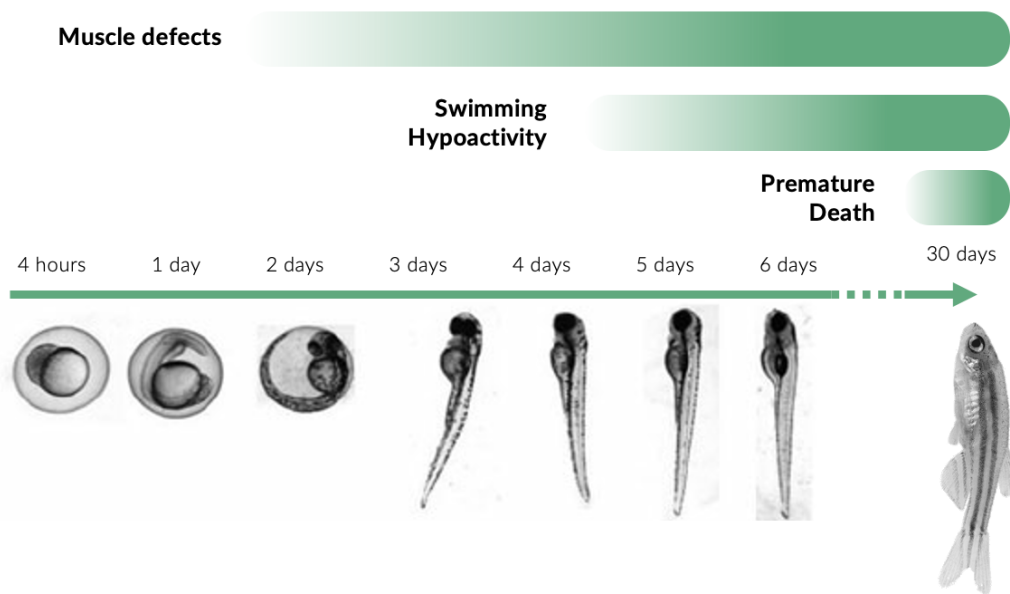 Muscle defects
Swimming
Hypoactivity
Premature
Death
4 hours
1 day
2 days
3 days
4 days
5 days
6 days
30 days